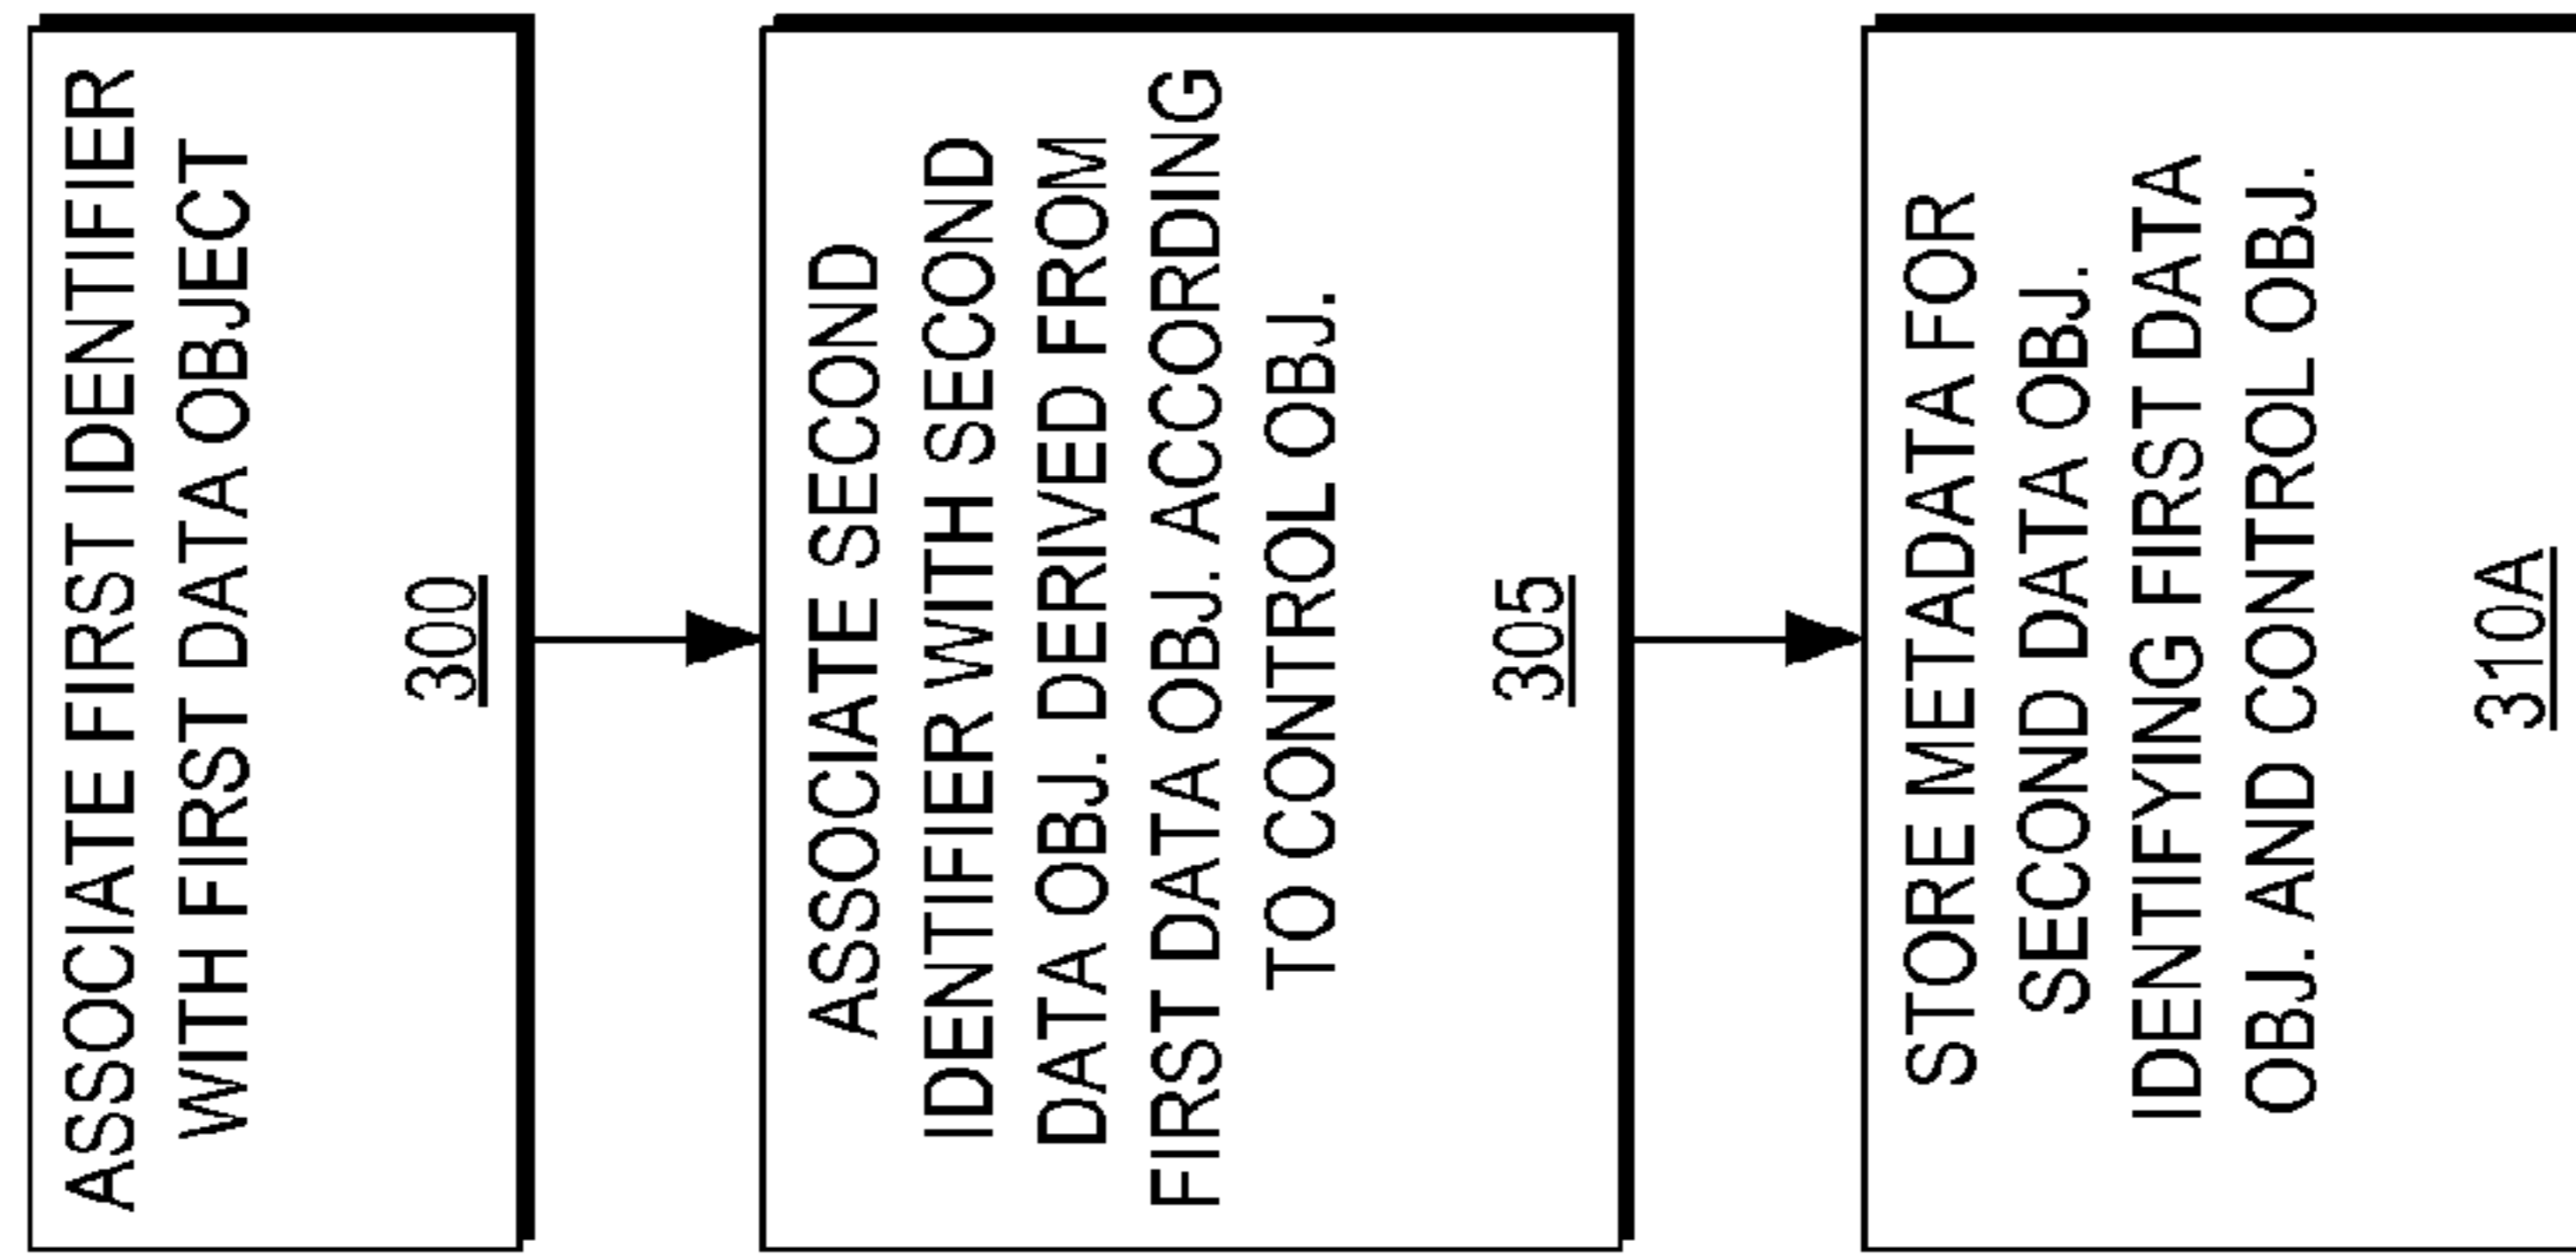 ASSOCIATE FIRST IDENTIFIER
WITH FIRST DATA OBJECT
300
ASSOCIATE SECOND
IDENTIFIER WITH SECOND
DATA OBJ. DERIVED FROM
FIRST DATA OBJ. ACCORDING
TO CONTROL OBJ.
305
STORE METADATA FOR
SECOND DATA OBJ.
IDENTIFYING FIRST DATA
OBJ. AND CONTROL OBJ.
310A